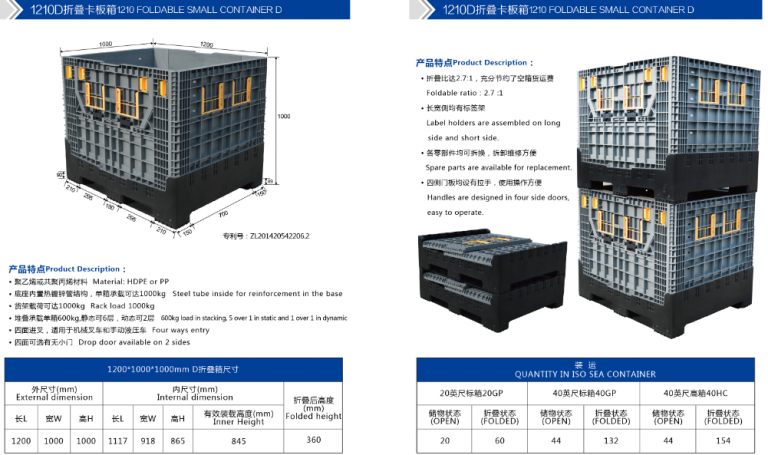 1210D折叠卡板箱1210 FOLDABLE SMALL CONTAINER D
1000
1200
1000
90
90
210
295
190
295
210
150
700
150
专利号：ZL201420542206.2
产品特点Product Description：
• 聚乙烯或共聚丙烯材料 Material: HDPE or PP
• 底座内置热镀锌管结构，单箱承载可达1000kg Steel tube inside for reinforcement in the base
• 货架载荷可达1000kg Rack load 1000kg
• 堆叠承载单箱600kg,静态可6层，动态可2层 600kg load in stacking, 5 over 1 in static and 1 over 1 in dynamic
• 四面进叉，适用于机械叉车和手动液压车 Four ways entry
• 四面可选有无小门 Drop door available on 2 sides
1200*1000*1000mm D折叠箱尺寸
外尺寸(mm) 内尺寸(mm) 折叠后高度
External dimension Internal dimension (mm)
Folded height
长L 宽W 高H 长L 宽W 高H 有效装载高度(mm)
Inner Height
1200 1000 1000 1117 918 865 845 360
1210D折叠卡板箱1210 FOLDABLE SMALL CONTAINER D
产品特点Product Description：
• 折叠比达2.7:1，充分节约了空箱货运费
Foldable ratio : 2.7 :1
• 长宽侧均有标签架
Label holders are assembled on long
side and short side.
• 各零部件均可拆换，拆卸维修方便
Spare parts are available for replacement.
• 四侧门板均设有拉手，使用操作方便
Handles are designed in four side doors,
easy to operate.
装 运
QUANTITY IN ISO SEA CONTAINER
20英尺标箱20GP 40英尺标箱40GP 40英尺高箱40HC
储物状态 折叠状态 储物状态 折叠状态 储物状态 折叠状态
(OPEN) (FOLDED) (OPEN) (FOLDED) (OPEN) (FOLDED)
20 60 44 132 44 154